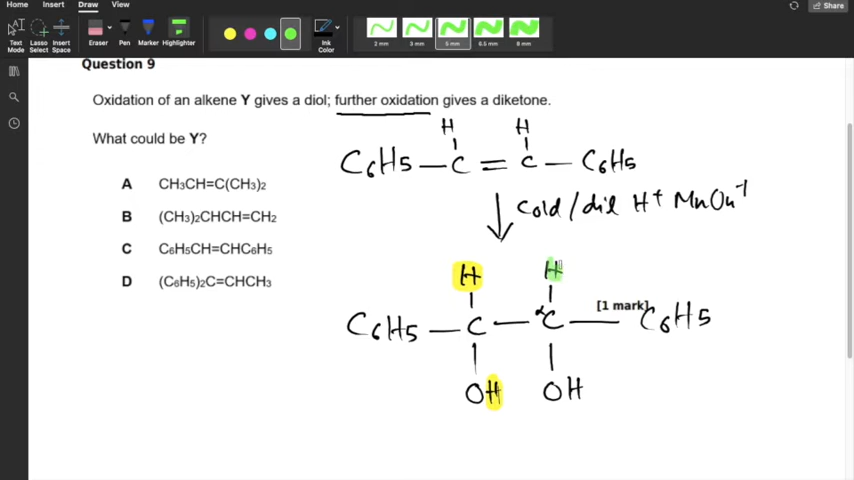 Home Insert Draw View Share
Text Mode
Lasso Select
Insert Space
Eraser
Pen
Marker
Highlighter
Ink Color
2 mm
3 mm
5 mm
6.5 mm
8 mm
Question 9
Oxidation of an alkene Y gives a diol; further oxidation gives a diketone.
What could be Y?
A CH3CH=C(CH3)2
B (CH3)2CHCH=CH2
C C6H5CH=CHC6H5
D (C6H5)2C=CHCH3
[1 mark]
H H
C6H5 — C = C — C6H5
cold/dil H+ MnO4-1
H H
C6H5 — C — αC — C6H5
OH OH